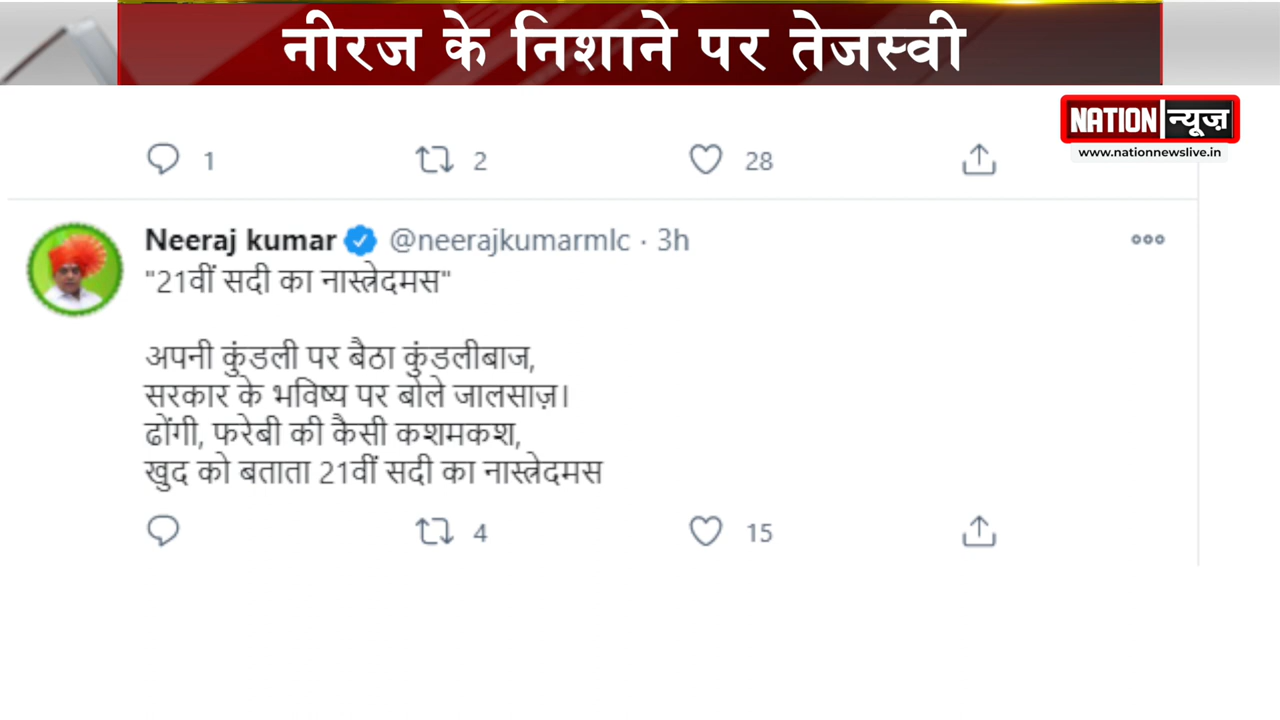 नीरज के निशाने पर तेजस्वी
NATION न्यूज़
www.nationnewslive.in
1 2 28
Neeraj kumar @neerajkumarmlc · 3h
"21वीं सदी का नास्त्रेदमस"
अपनी कुंडली पर बैठा कुंडलीबाज,
सरकार के भविष्य पर बोले जालसाज़।
ढोंगी, फरेबी की कैसी कशमकश,
खुद को बताता 21वीं सदी का नास्त्रेदमस
4 15